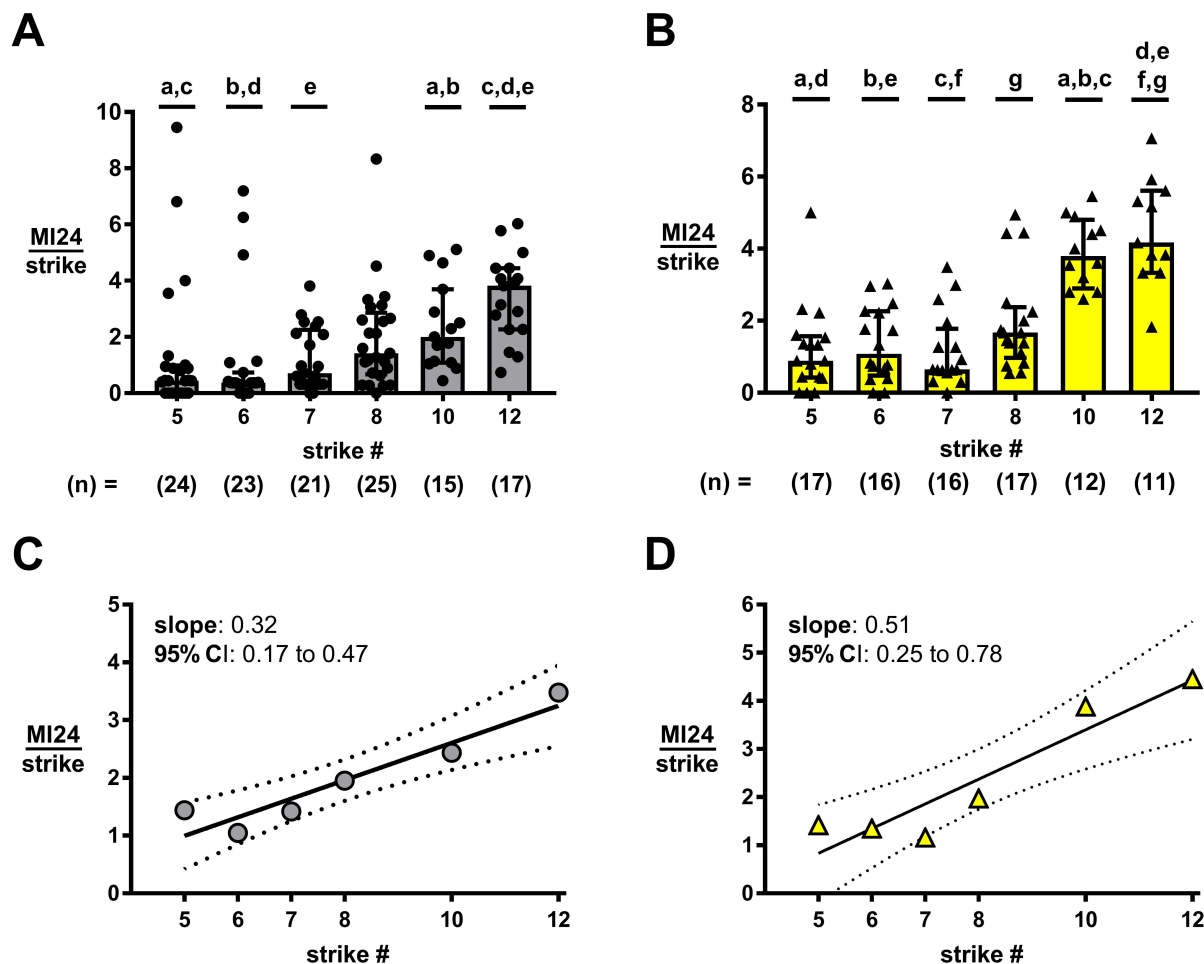 A
a,c b,d e a,b c,d,e
10
8
6
4
2
0
MI24
strike
5 6 7 8 10 12
strike #
(n) = (24) (23) (21) (25) (15) (17)
B
d,e
a,d b,e c,f g a,b,c f,g
8
6
4
2
0
MI24
strike
5 6 7 8 10 12
strike #
(n) = (17) (16) (16) (17) (12) (11)
C
slope: 0.32
95% CI: 0.17 to 0.47
5
4
3
2
1
0
MI24
strike
5 6 7 8 10 12
strike #
D
slope: 0.51
95% CI: 0.25 to 0.78
6
5
4
3
2
1
0
MI24
strike
5 6 7 8 10 12
strike #